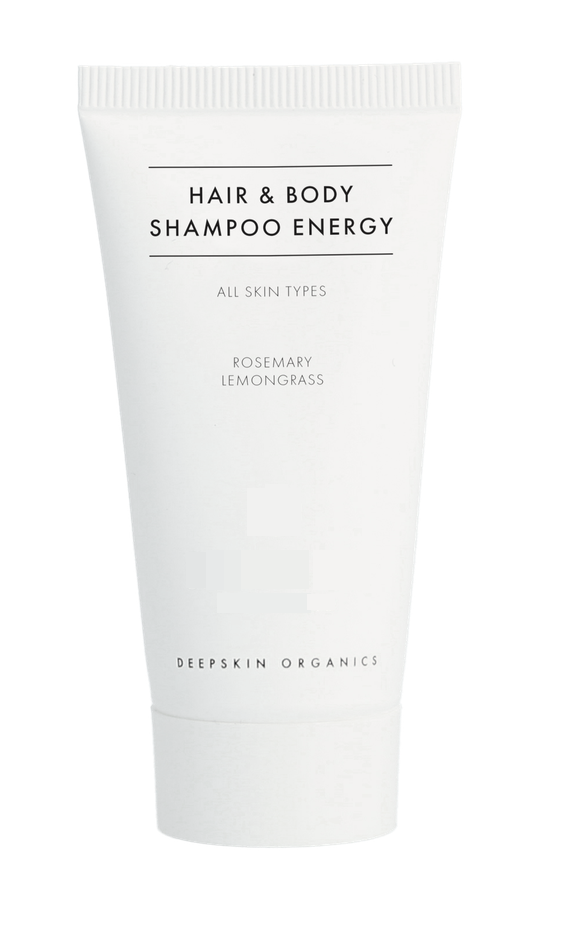 HAIR & BODY
SHAMPOO ENERGY
ALL SKIN TYPES
ROSEMARY
LEMONGRASS
DEEPSKIN ORGANICS